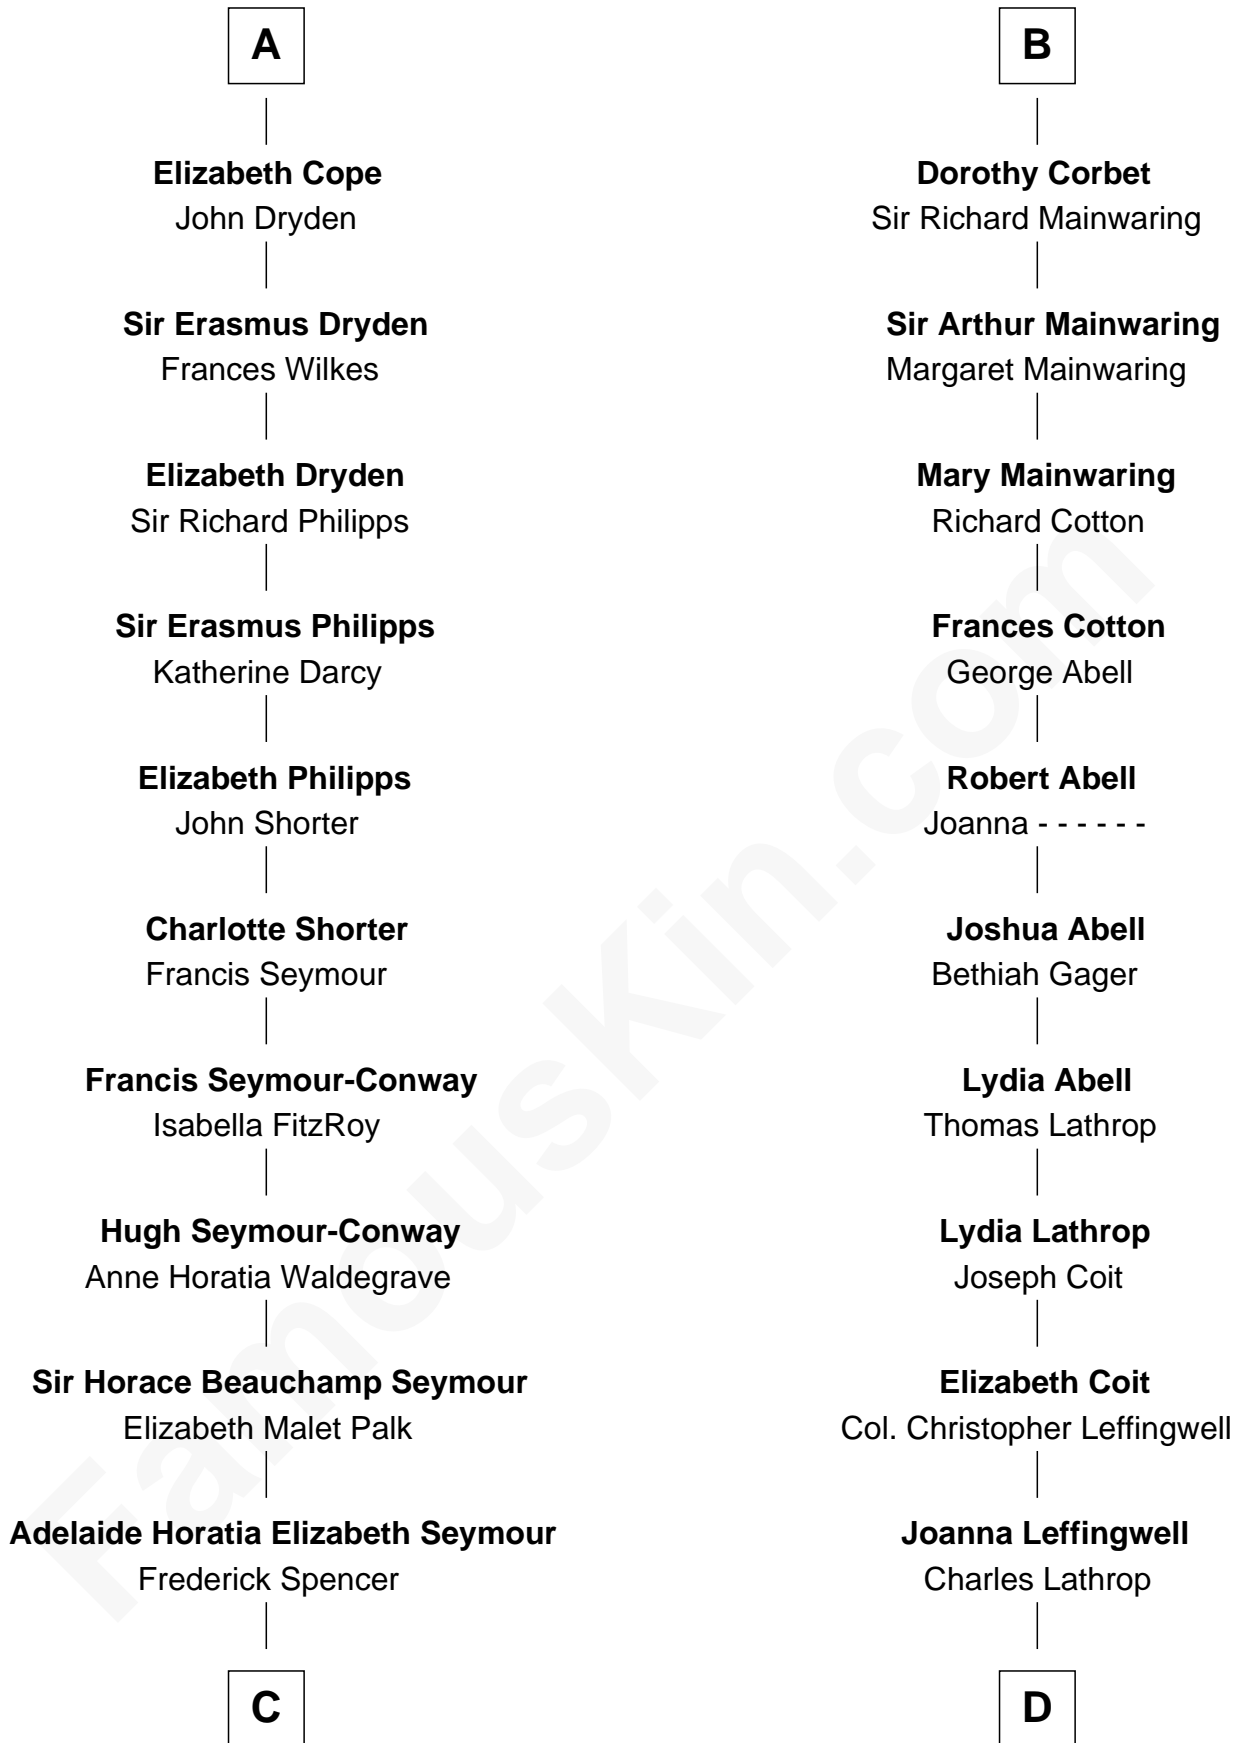 A
Elizabeth Cope
John Dryden
Sir Erasmus Dryden
Frances Wilkes
Elizabeth Dryden
Sir Richard Philipps
Sir Erasmus Philipps
Katherine Darcy
Elizabeth Philipps
John Shorter
Charlotte Shorter
Francis Seymour
Francis Seymour-Conway
Isabella FitzRoy
Hugh Seymour-Conway
Anne Horatia Waldegrave
Sir Horace Beauchamp Seymour
Elizabeth Malet Palk
Adelaide Horatia Elizabeth Seymour
Frederick Spencer
C
B
Dorothy Corbet
Sir Richard Mainwaring
Sir Arthur Mainwaring
Margaret Mainwaring
Mary Mainwaring
Richard Cotton
Frances Cotton
George Abell
Robert Abell
Joanna - - - - - -
Joshua Abell
Bethiah Gager
Lydia Abell
Thomas Lathrop
Lydia Lathrop
Joseph Coit
Elizabeth Coit
Col. Christopher Leffingwell
Joanna Leffingwell
Charles Lathrop
D
FamousKin.com